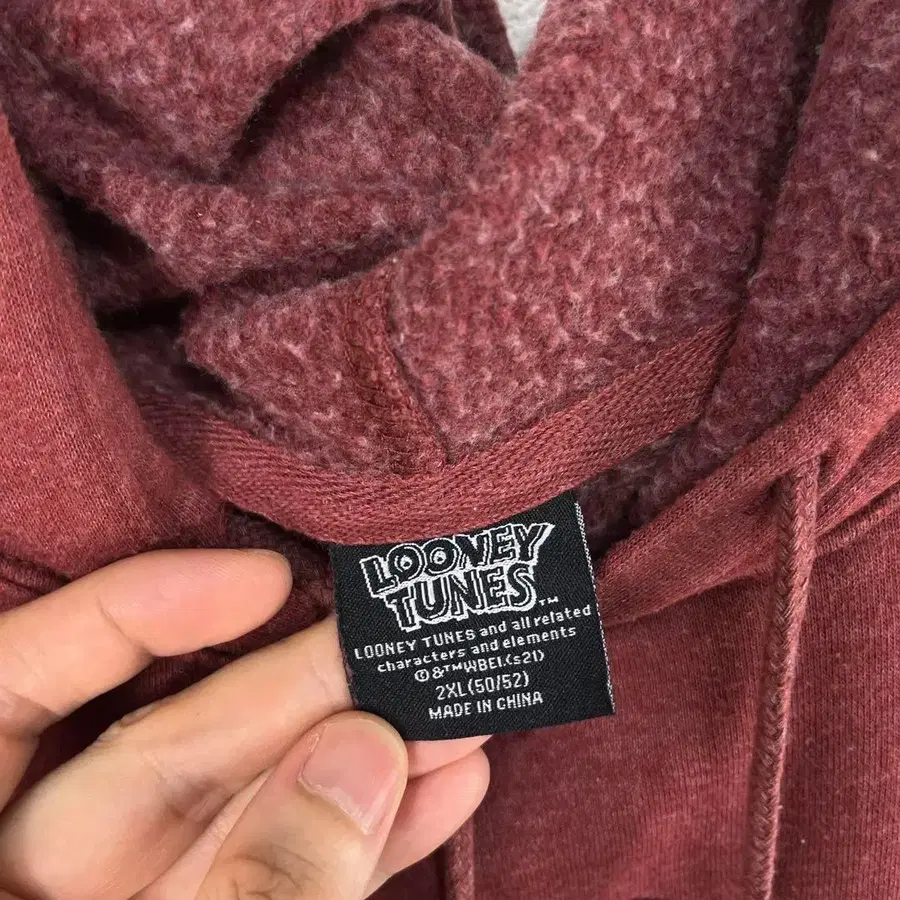 LOONEY
TUNES™
LOONEY TUNES and all related
characters and elements
©&™WBEI.(s21)
2XL(50/52)
MADE IN CHINA